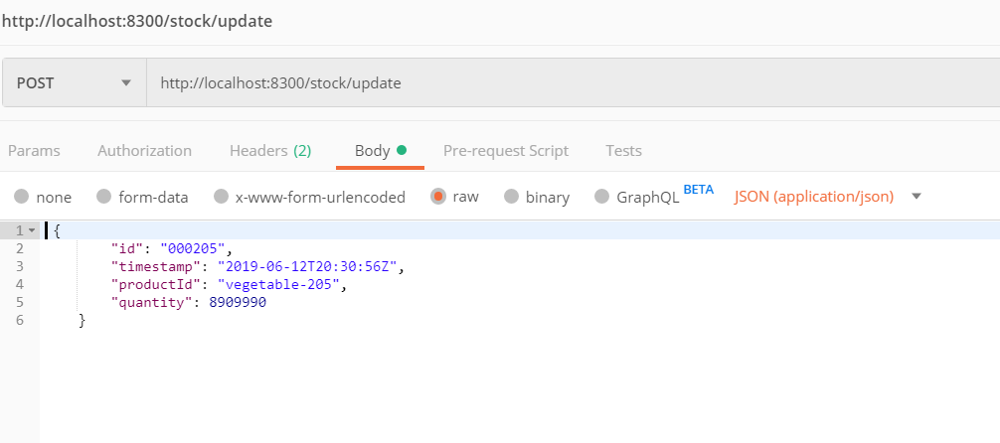 http://localhost:8300/stock/update
POST http://localhost:8300/stock/update
Params Authorization Headers (2) Body Pre-request Script Tests
none form-data x-www-form-urlencoded raw binary GraphQL BETA JSON (application/json)
1 {
2 "id": "000205",
3 "timestamp": "2019-06-12T20:30:56Z",
4 "productId": "vegetable-205",
5 "quantity": 8909990
6 }